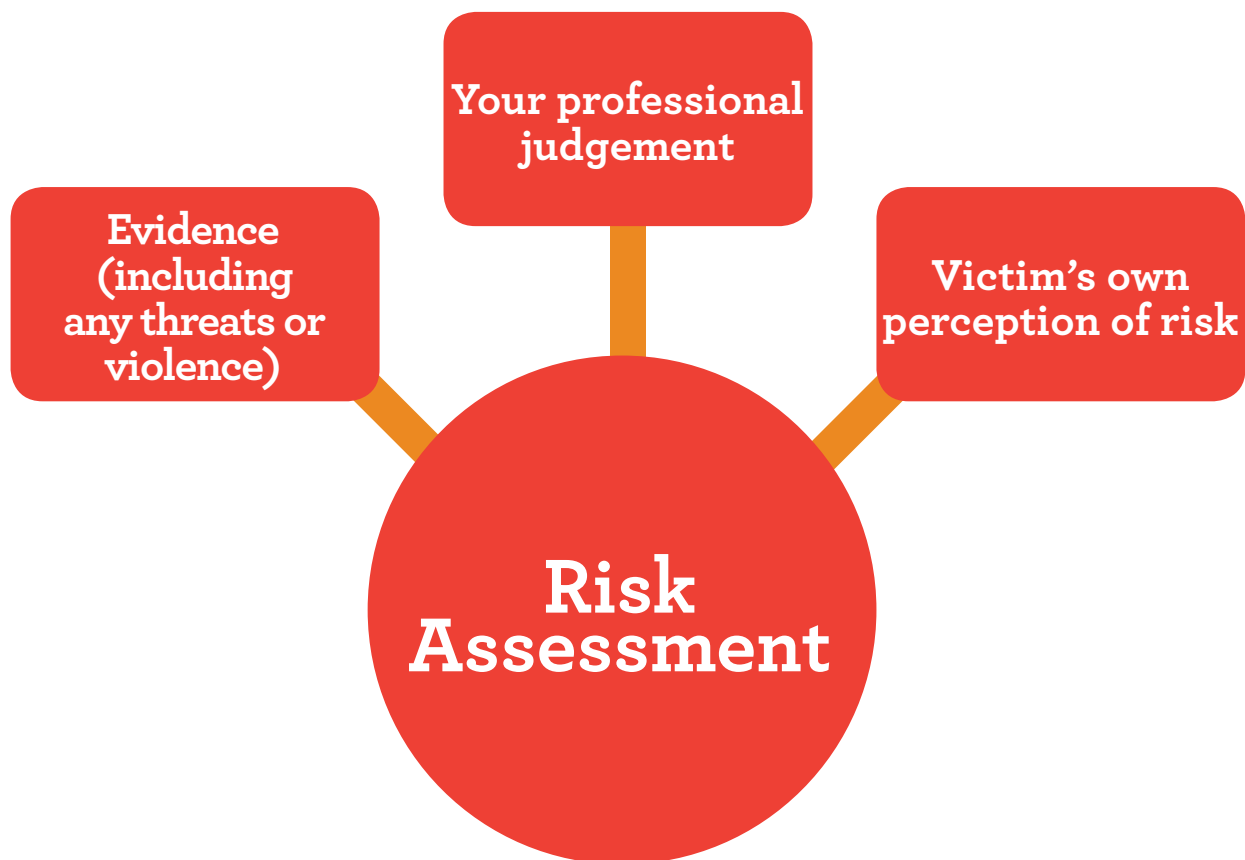 Your professional
judgement
Evidence
(including
any threats or
violence)
Victim’s own
perception of risk
Risk
Assessment